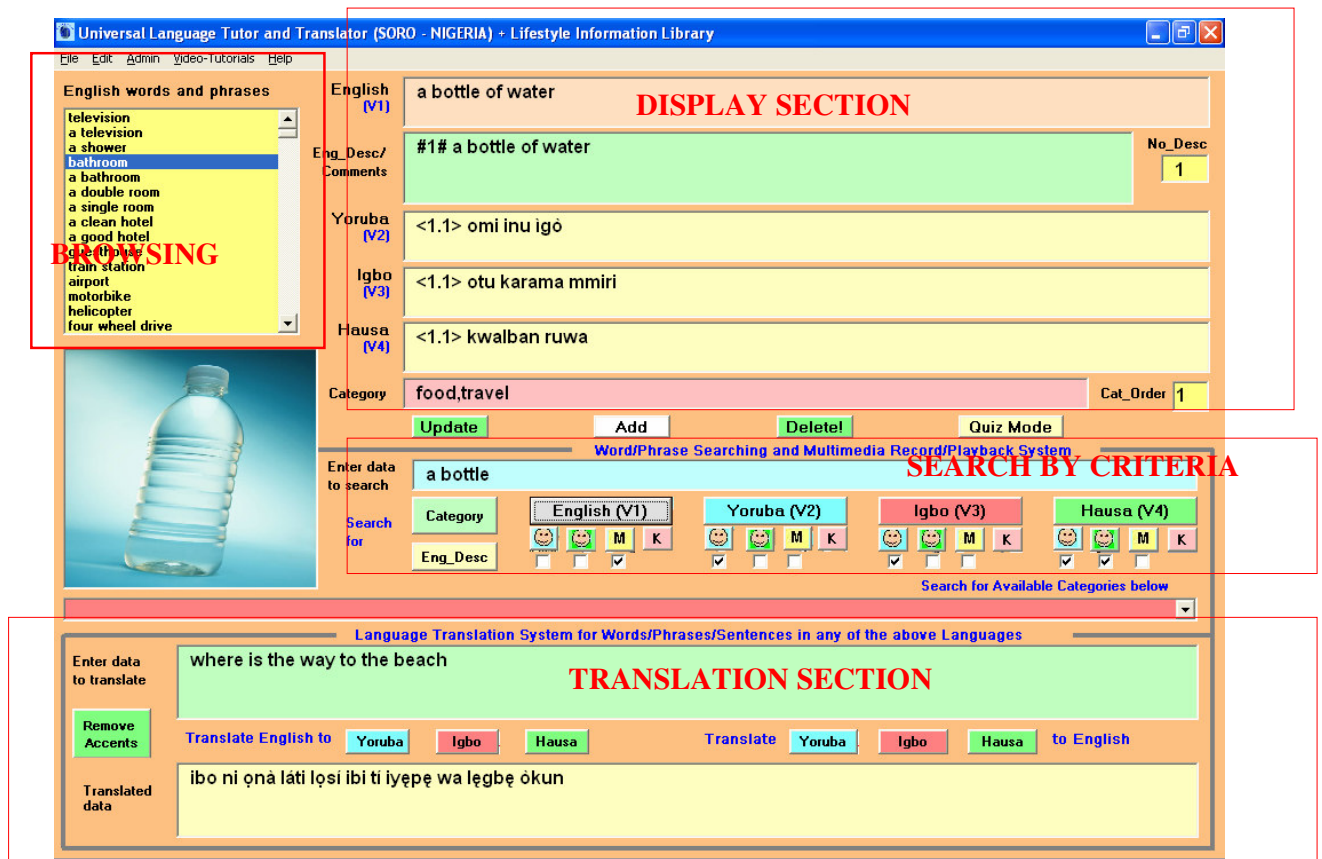 Universal Language Tutor and Translator (SORO - NIGERIA) + Lifestyle Information Library
File Edit Admin Video-Tutorials Help
English words and phrases
television
a television
a shower
bathroom
a bathroom
a double room
a single room
a clean hotel
a good hotel
guesthouse
train station
airport
motorbike
helicopter
four wheel drive
BROWSING
English
(V1)
a bottle of water
DISPLAY SECTION
Eng_Desc/
Comments
#1# a bottle of water
No_Desc
1
Yoruba
(V2)
<1.1> omi inu ìgò
Igbo
(V3)
<1.1> otu karama mmiri
Hausa
(V4)
<1.1> kwalban ruwa
Category
food,travel
Cat_Order 1
Update Add Delete! Quiz Mode
Word/Phrase Searching and Multimedia Record/Playback System
SEARCH BY CRITERIA
Enter data
to search
a bottle
Search
for
Category
Eng_Desc
English (V1) Yoruba (V2) Igbo (V3) Hausa (V4)
M K M K M K M K
Search for Available Categories below
Language Translation System for Words/Phrases/Sentences in any of the above Languages
Enter data
to translate
where is the way to the beach
TRANSLATION SECTION
Remove
Accents
Translate English to Yoruba Igbo Hausa Translate Yoruba Igbo Hausa to English
Translated
data
ibo ni ọnà láti lọsí ibi tí iyẹpẹ wa lẹgbẹ òkun